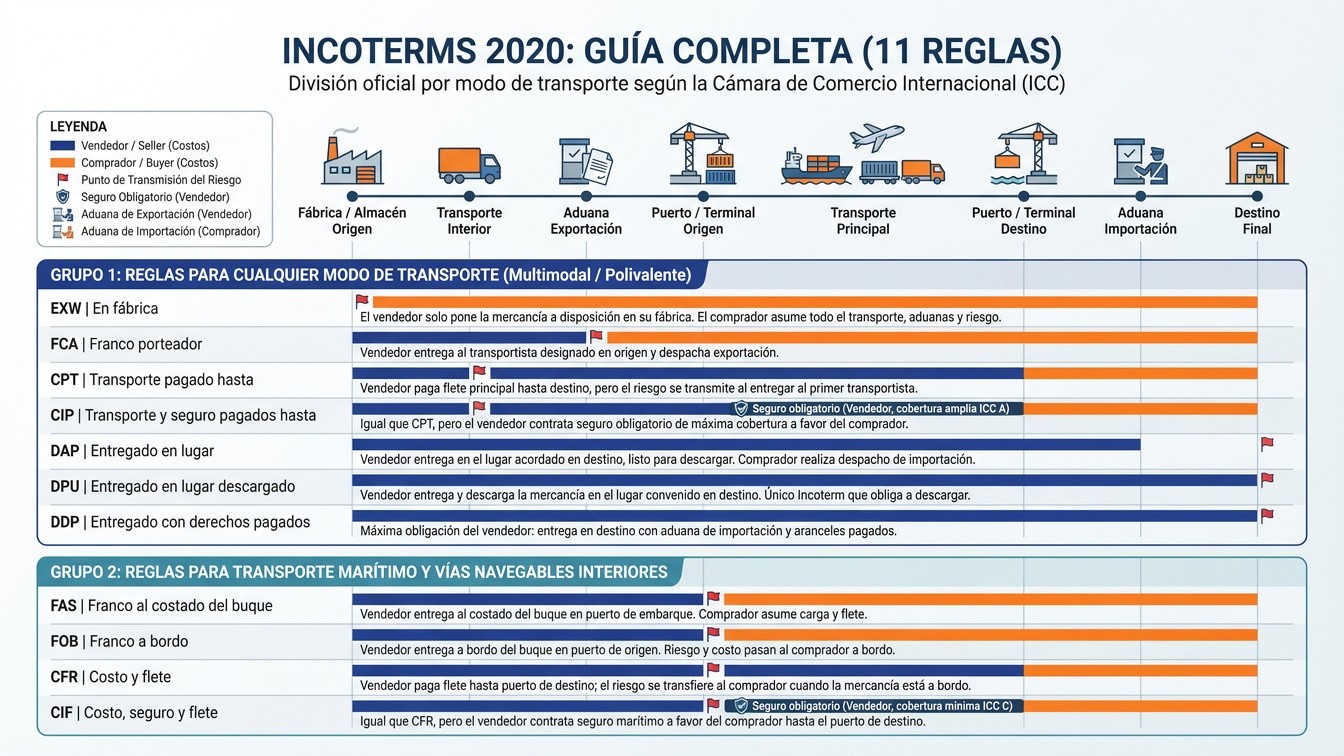 INCOTERMS 2020: GUÍA COMPLETA (11 REGLAS)
División oficial por modo de transporte según la Cámara de Comercio Internacional (ICC)
LEYENDA
Vendedor / Seller (Costos)
Comprador / Buyer (Costos)
Punto de Transmisión del Riesgo
Seguro Obligatorio (Vendedor)
Aduana de Exportación (Vendedor)
Aduana de Importación (Comprador)
Fábrica / Almacén
Origen
Transporte
Interior
Aduana
Exportación
Puerto / Terminal
Origen
Transporte
Principal
Puerto / Terminal
Destino
Aduana
Importación
Destino
Final
GRUPO 1: REGLAS PARA CUALQUIER MODO DE TRANSPORTE (Multimodal / Polivalente)
EXW | En fábrica
El vendedor solo pone la mercancía a disposición en su fábrica. El comprador asume todo el transporte, aduanas y riesgo.
FCA | Franco porteador
Vendedor entrega al transportista designado en origen y despacha exportación.
CPT | Transporte pagado hasta
Vendedor paga flete principal hasta destino, pero el riesgo se transmite al entregar al primer transportista.
CIP | Transporte y seguro pagados hasta
Seguro obligatorio (Vendedor, cobertura amplia ICC A)
Igual que CPT, pero el vendedor contrata seguro obligatorio de máxima cobertura a favor del comprador.
DAP | Entregado en lugar
Vendedor entrega en el lugar acordado en destino, listo para descargar. Comprador realiza despacho de importación.
DPU | Entregado en lugar descargado
Vendedor entrega y descarga la mercancía en el lugar convenido en destino. Único Incoterm que obliga a descargar.
DDP | Entregado con derechos pagados
Máxima obligación del vendedor: entrega en destino con aduana de importación y aranceles pagados.
GRUPO 2: REGLAS PARA TRANSPORTE MARÍTIMO Y VÍAS NAVEGABLES INTERIORES
FAS | Franco al costado del buque
Vendedor entrega al costado del buque en puerto de embarque. Comprador asume carga y flete.
FOB | Franco a bordo
Vendedor entrega a bordo del buque en puerto de origen. Riesgo y costo pasan al comprador a bordo.
CFR | Costo y flete
Vendedor paga flete hasta puerto de destino; el riesgo se transfiere al comprador cuando la mercancía está a bordo.
CIF | Costo, seguro y flete
Seguro obligatorio (Vendedor, cobertura mínima ICC C)
Igual que CFR, pero el vendedor contrata seguro marítimo a favor del comprador hasta el puerto de destino.